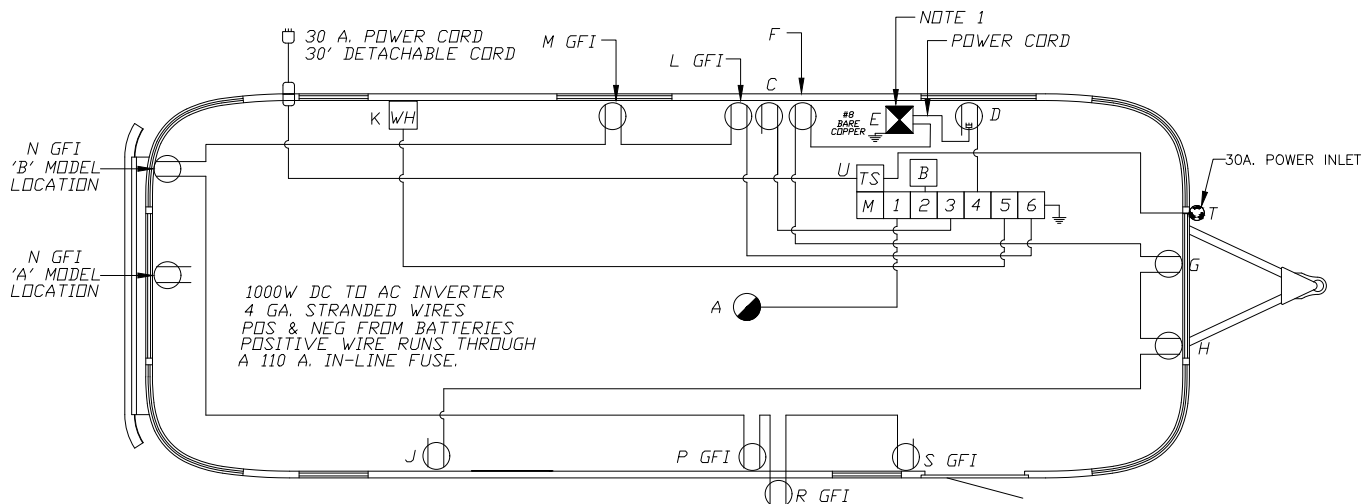 NOTE 1
30 A. POWER CORD
30' DETACHABLE CORD
M GFI
F
POWER CORD
L GFI
C
K WH
#8
BARE
COPPER
E
D
N GFI
'B' MODEL
LOCATION
U TS
B
30A. POWER INLET
M 1 2 3 4 5 6
T
N GFI
'A' MODEL
LOCATION
G
1000W DC TO AC INVERTER
4 GA. STRANDED WIRES
POS & NEG FROM BATTERIES
POSITIVE WIRE RUNS THROUGH
A 110 A. IN-LINE FUSE.
A
H
J
P GFI
S GFI
R GFI